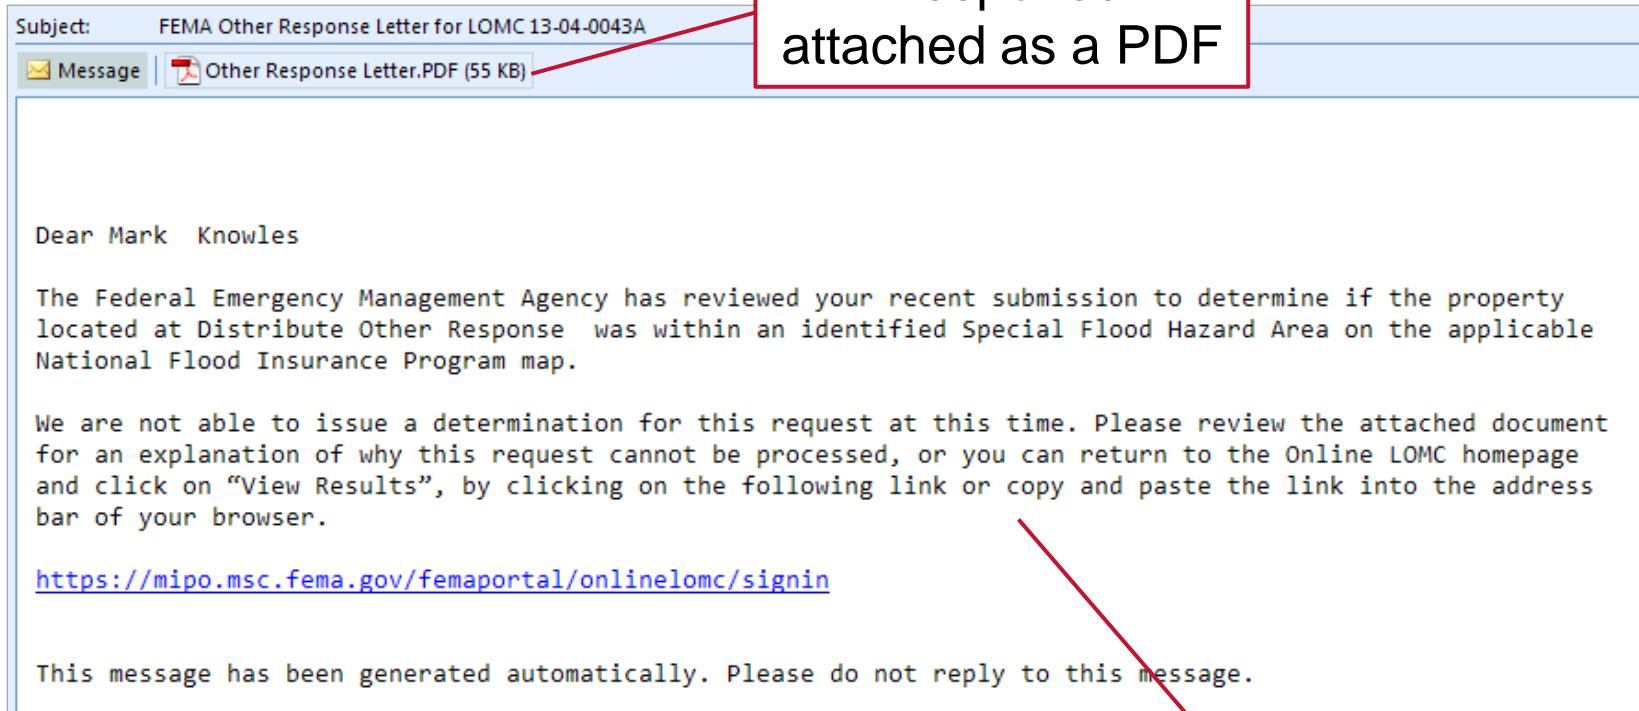 attached as a PDF
Subject: FEMA Other Response Letter for LOMC 13-04-0043A
Message Other Response Letter.PDF (55 KB)
Dear Mark  Knowles
The Federal Emergency Management Agency has reviewed your recent submission to determine if the property
located at Distribute Other Response  was within an identified Special Flood Hazard Area on the applicable
National Flood Insurance Program map.
We are not able to issue a determination for this request at this time. Please review the attached document
for an explanation of why this request cannot be processed, or you can return to the Online LOMC homepage
and click on “View Results”, by clicking on the following link or copy and paste the link into the address
bar of your browser.
https://mipo.msc.fema.gov/femaportal/onlinelomc/signin
This message has been generated automatically. Please do not reply to this message.